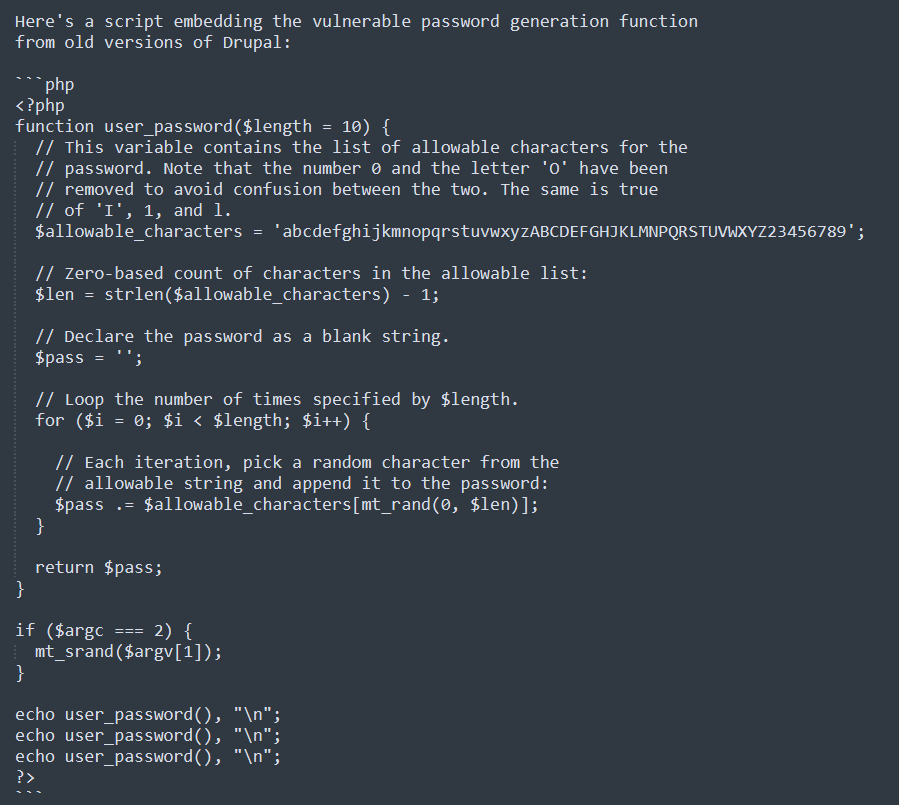 Here's a script embedding the vulnerable password generation function
from old versions of Drupal:

```php
<?php
function user_password($length = 10) {
  // This variable contains the list of allowable characters for the
  // password. Note that the number 0 and the letter 'O' have been
  // removed to avoid confusion between the two. The same is true
  // of 'I', 1, and l.
  $allowable_characters = 'abcdefghijkmnopqrstuvwxyzABCDEFGHJKLMNPQRSTUVWXYZ23456789';

  // Zero-based count of characters in the allowable list:
  $len = strlen($allowable_characters) - 1;

  // Declare the password as a blank string.
  $pass = '';

  // Loop the number of times specified by $length.
  for ($i = 0; $i < $length; $i++) {

    // Each iteration, pick a random character from the
    // allowable string and append it to the password:
    $pass .= $allowable_characters[mt_rand(0, $len)];
  }

  return $pass;
}

if ($argc === 2) {
  mt_srand($argv[1]);
}

echo user_password(), "\n";
echo user_password(), "\n";
echo user_password(), "\n";
?>
```